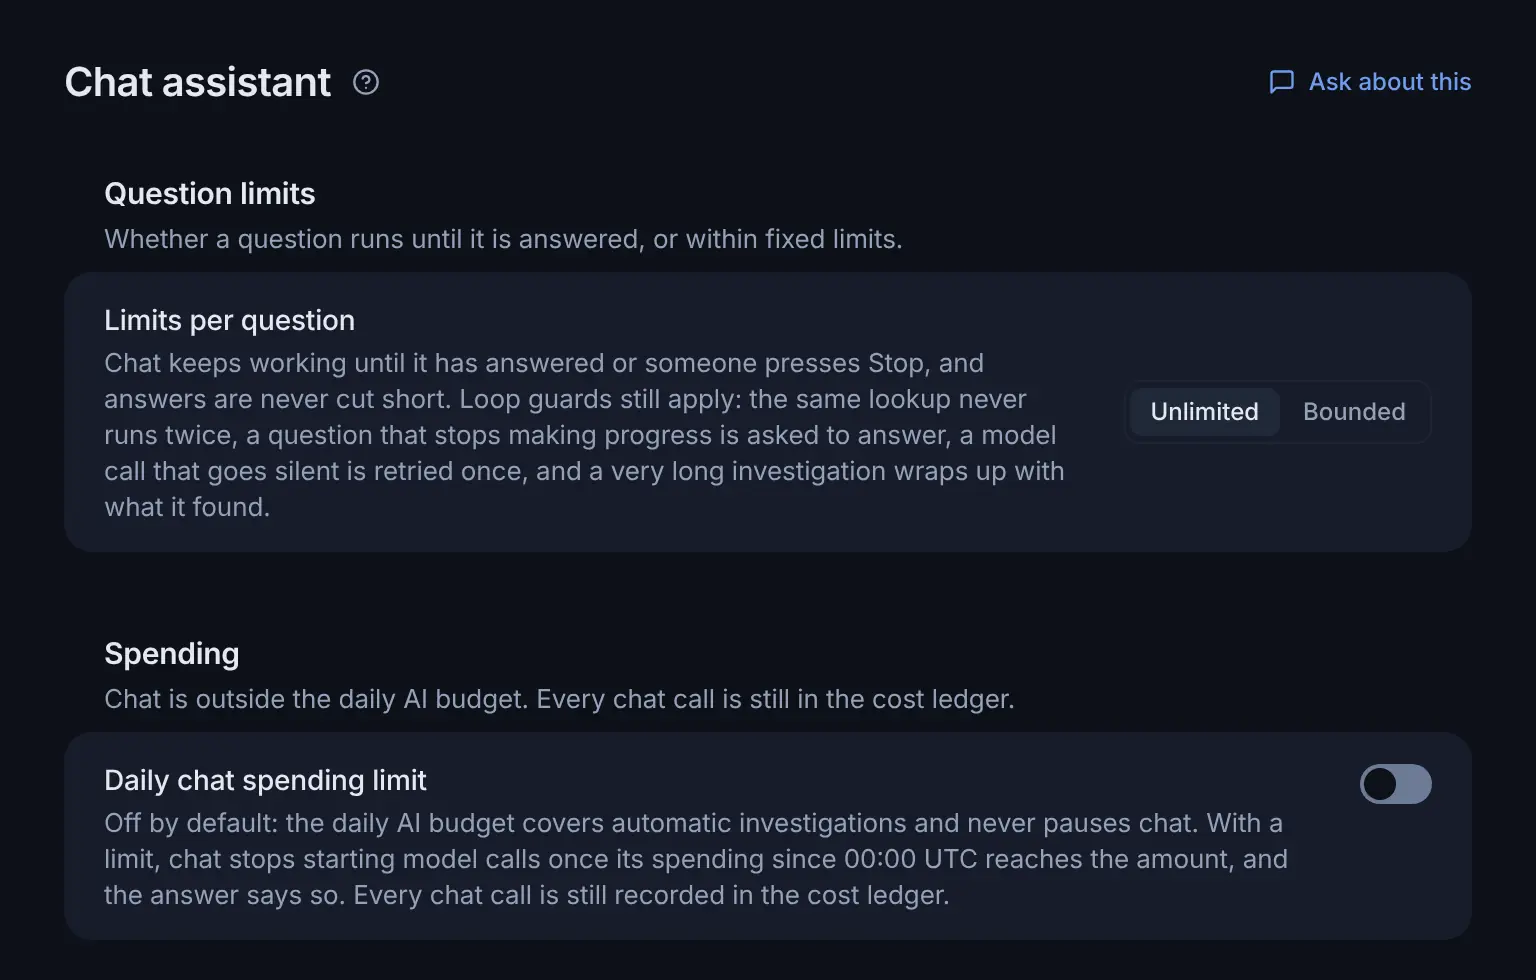 Chat assistant
Ask about this
Question limits
Whether a question runs until it is answered, or within fixed limits.
Limits per question
Chat keeps working until it has answered or someone presses Stop, and
answers are never cut short. Loop guards still apply: the same lookup never
runs twice, a question that stops making progress is asked to answer, a model
call that goes silent is retried once, and a very long investigation wraps up with
what it found.
Unlimited
Bounded
Spending
Chat is outside the daily AI budget. Every chat call is still in the cost ledger.
Daily chat spending limit
Off by default: the daily AI budget covers automatic investigations and never pauses chat. With a
limit, chat stops starting model calls once its spending since 00:00 UTC reaches the amount, and
the answer says so. Every chat call is still recorded in the cost ledger.